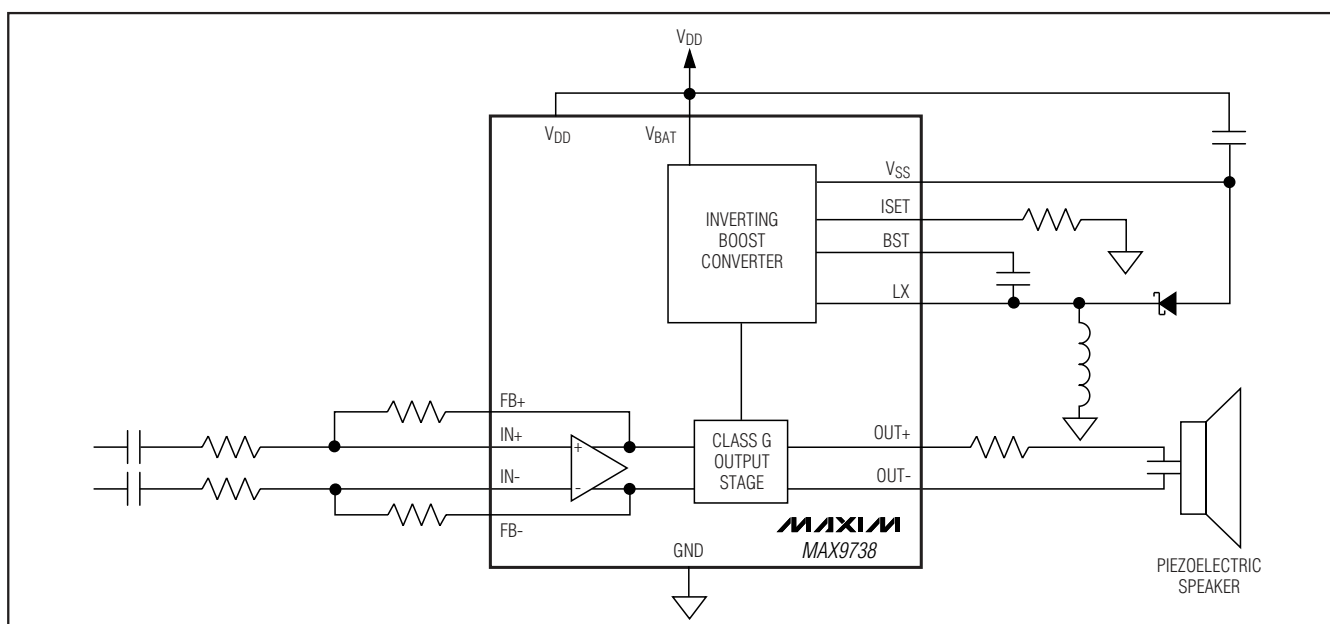 VDD
VDD
VBAT
VSS
ISET
BST
LX
INVERTING
BOOST
CONVERTER
FB+
IN+
IN-
FB-
+
-
CLASS G
OUTPUT
STAGE
OUT+
OUT-
MAXIM
MAX9738
GND
PIEZOELECTRIC
SPEAKER